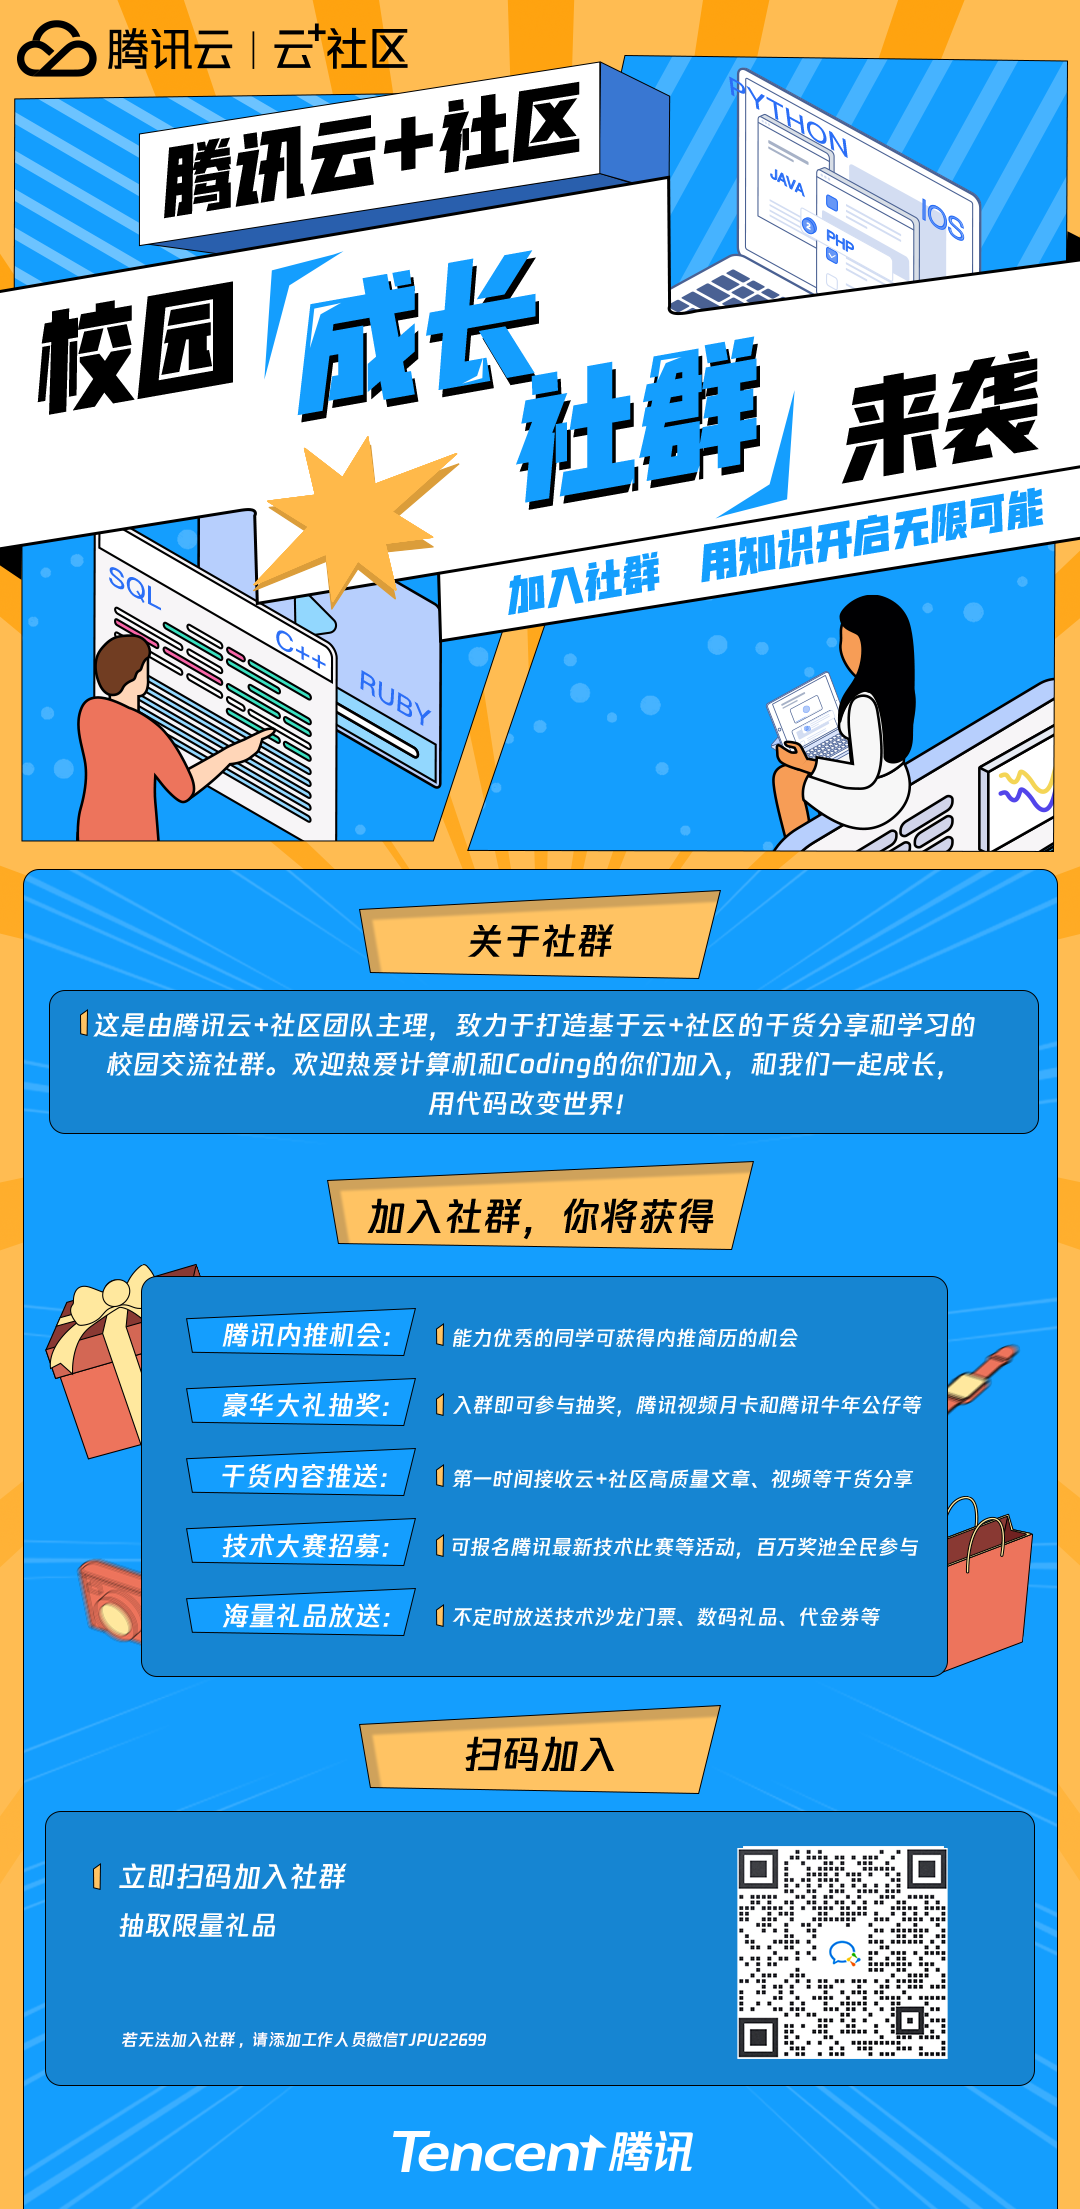 腾讯云 | 云+社区
腾讯云+社区
PYTHON
JAVA
IOS
2
PHP
校园「成长
社群」来袭
加入社群 用知识开启无限可能
SQL
C++
RUBY
关于社群
这是由腾讯云+社区团队主理，致力于打造基于云+社区的干货分享和学习的
校园交流社群。欢迎热爱计算机和Coding的你们加入，和我们一起成长，
用代码改变世界！
加入社群，你将获得
腾讯内推机会： 能力优秀的同学可获得内推简历的机会
豪华大礼抽奖： 入群即可参与抽奖，腾讯视频月卡和腾讯牛年公仔等
干货内容推送： 第一时间接收云+社区高质量文章、视频等干货分享
技术大赛招募： 可报名腾讯最新技术比赛等活动，百万奖池全民参与
海量礼品放送： 不定时放送技术沙龙门票、数码礼品、代金券等
扫码加入
立即扫码加入社群
抽取限量礼品
若无法加入社群，请添加工作人员微信TJPU22699
Tencent 腾讯